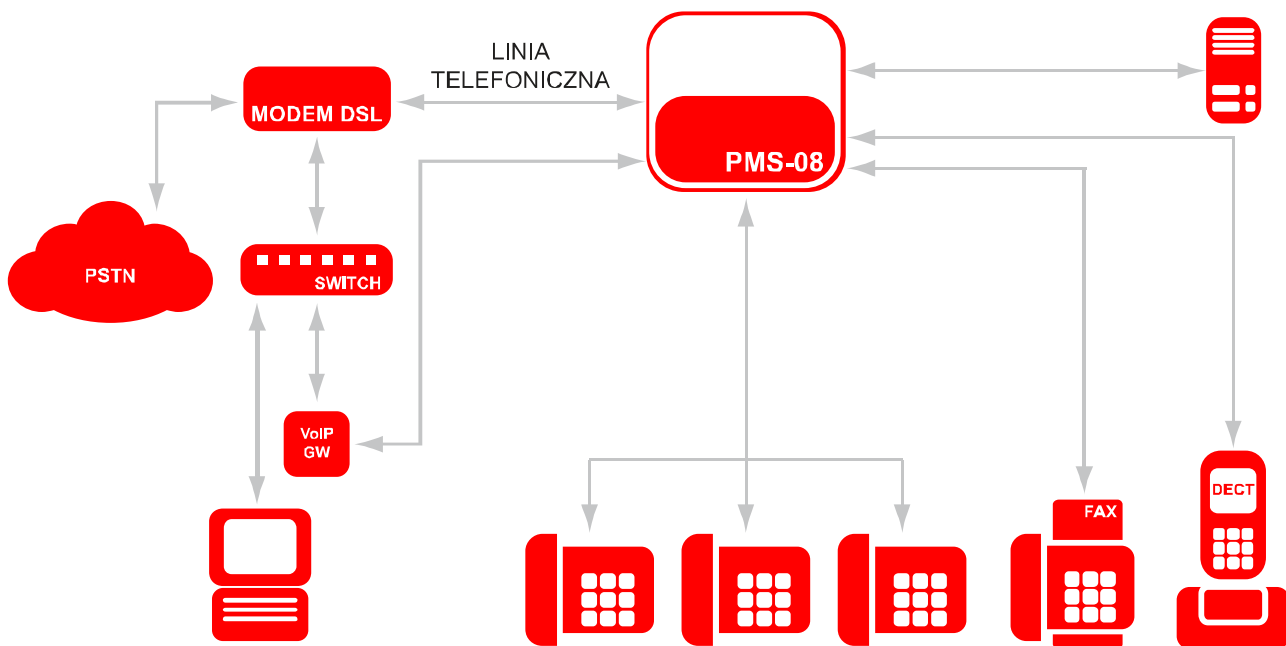 LINIA
TELEFONICZNA
MODEM DSL
PMS-08
PSTN
SWITCH
VoIP
GW
DECT
FAX